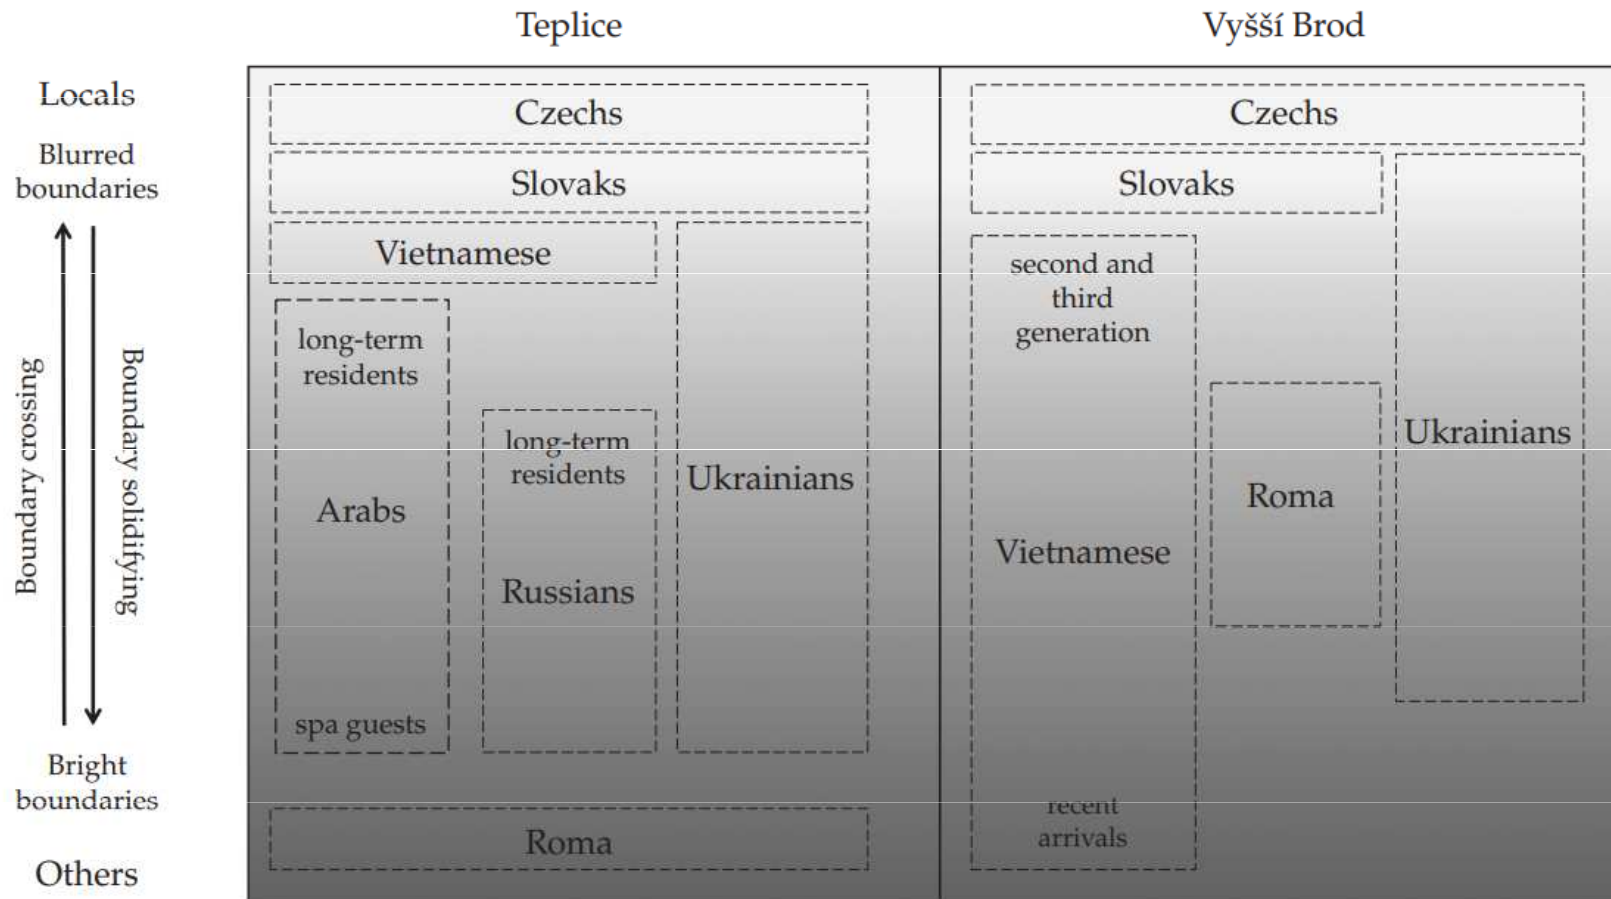 Teplice
Vyšší Brod
Locals
Blurred
boundaries
Boundary crossing
Boundary solidifying
Bright
boundaries
Others
Czechs
Slovaks
Vietnamese
long-term
residents
Arabs
spa guests
long-term
residents
Russians
Ukrainians
Roma
Czechs
Slovaks
second and
third
generation
Vietnamese
recent
arrivals
Roma
Ukrainians